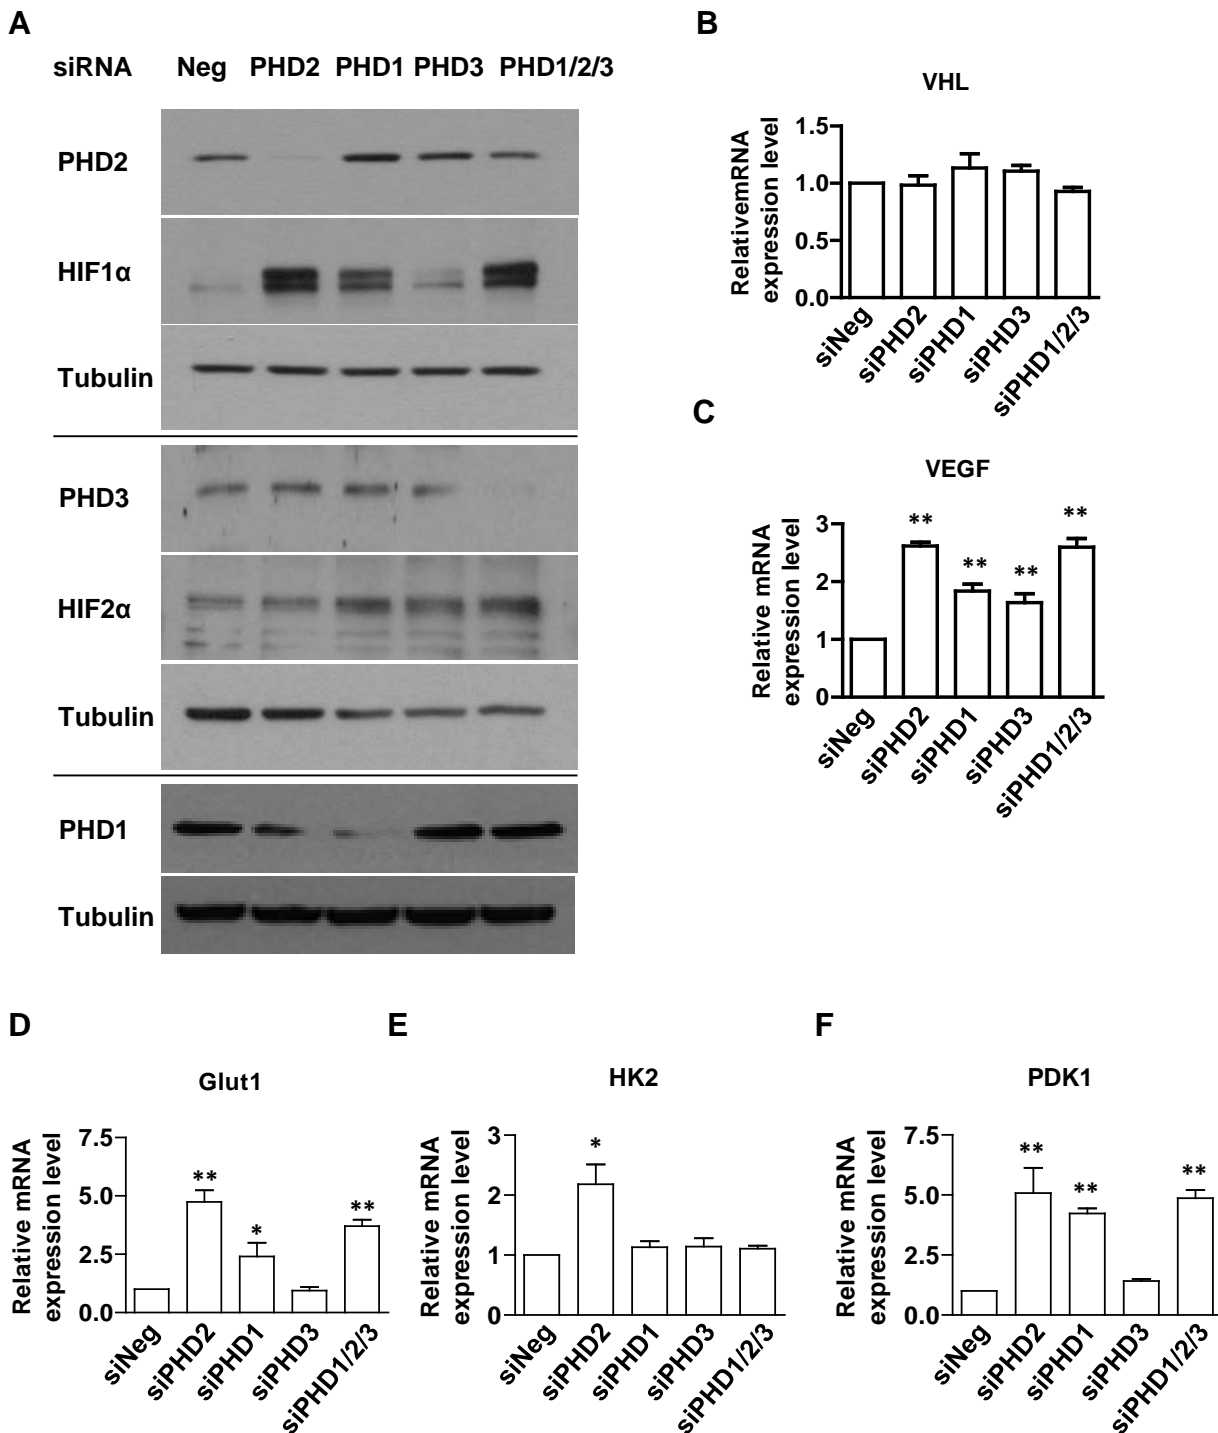 A
siRNA Neg PHD2 PHD1 PHD3 PHD1/2/3
PHD2
HIF1α
Tubulin
PHD3
HIF2α
Tubulin
PHD1
Tubulin
B
VHL
RelativemRNA
expression level
1.5
1.0
0.5
0.0
siNeg
siPHD2
siPHD1
siPHD3
siPHD1/2/3
C
VEGF
Relative mRNA
expression level
3
2
1
0
**
**
**
**
siNeg
siPHD2
siPHD1
siPHD3
siPHD1/2/3
D
Glut1
Relative mRNA
expression level
7.5
5.0
2.5
0.0
**
*
**
siNeg
siPHD2
siPHD1
siPHD3
siPHD1/2/3
E
HK2
Relative mRNA
expression level
3
2
1
0
*
siNeg
siPHD2
siPHD1
siPHD3
siPHD1/2/3
F
PDK1
Relative mRNA
expression level
7.5
5.0
2.5
0.0
**
**
**
siNeg
siPHD2
siPHD1
siPHD3
siPHD1/2/3